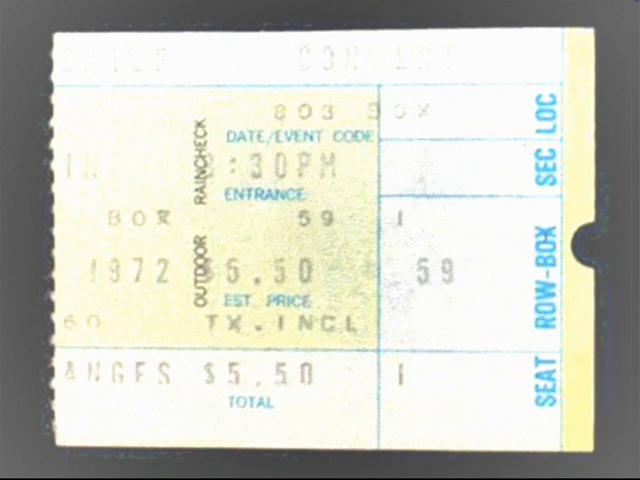 CONCERT
803 BOX
DATE/EVENT CODE
:30PM
ENTRANCE
BOX 59 1
1972 $5.50 59
EST. PRICE
60 TX.INCL
ANGES $5.50 1
TOTAL
OUTDOOR RAINCHECK
SEAT ROW-BOX SEC LOC